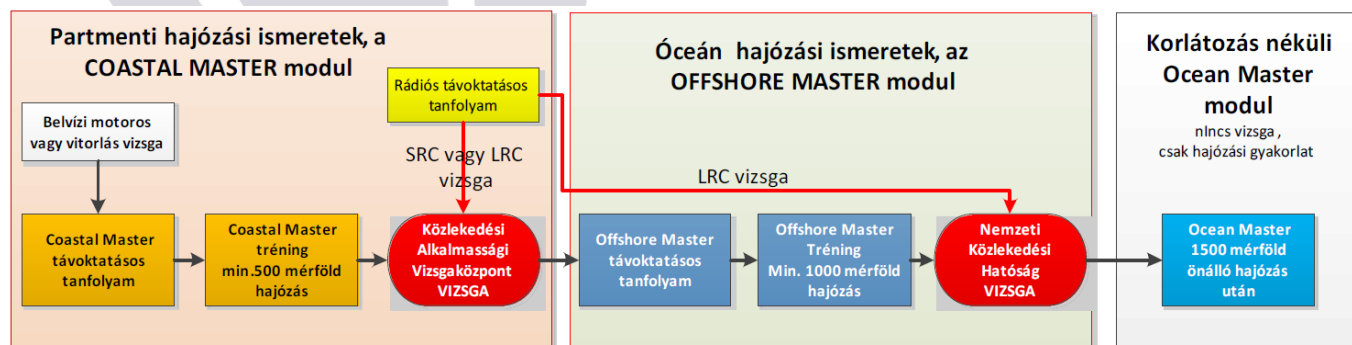 Partmenti hajózási ismeretek, a
COASTAL MASTER modul
Rádiós távoktatásos
tanfolyam
Belvízi motoros
vagy vitorlás vizsga
SRC vagy LRC
vizsga
Coastal Master
távoktatásos
tanfolyam
Coastal Master
tréning
min.500 mérföld
hajózás
Közlekedési
Alkalmassági
Vizsgaközpont
VIZSGA
Óceán hajózási ismeretek, az
OFFSHORE MASTER modul
LRC vizsga
Offshore Master
távoktatásos
tanfolyam
Offshore Master
Tréning
Min. 1000 mérföld
hajózás
Nemzeti
Közlekedési
Hatóság
VIZSGA
Korlátozás néküli
Ocean Master
modul
nIncs vizsga ,
csak hajózási gyakorlat
Ocean Master
1500 mérföld
önálló hajózás
után